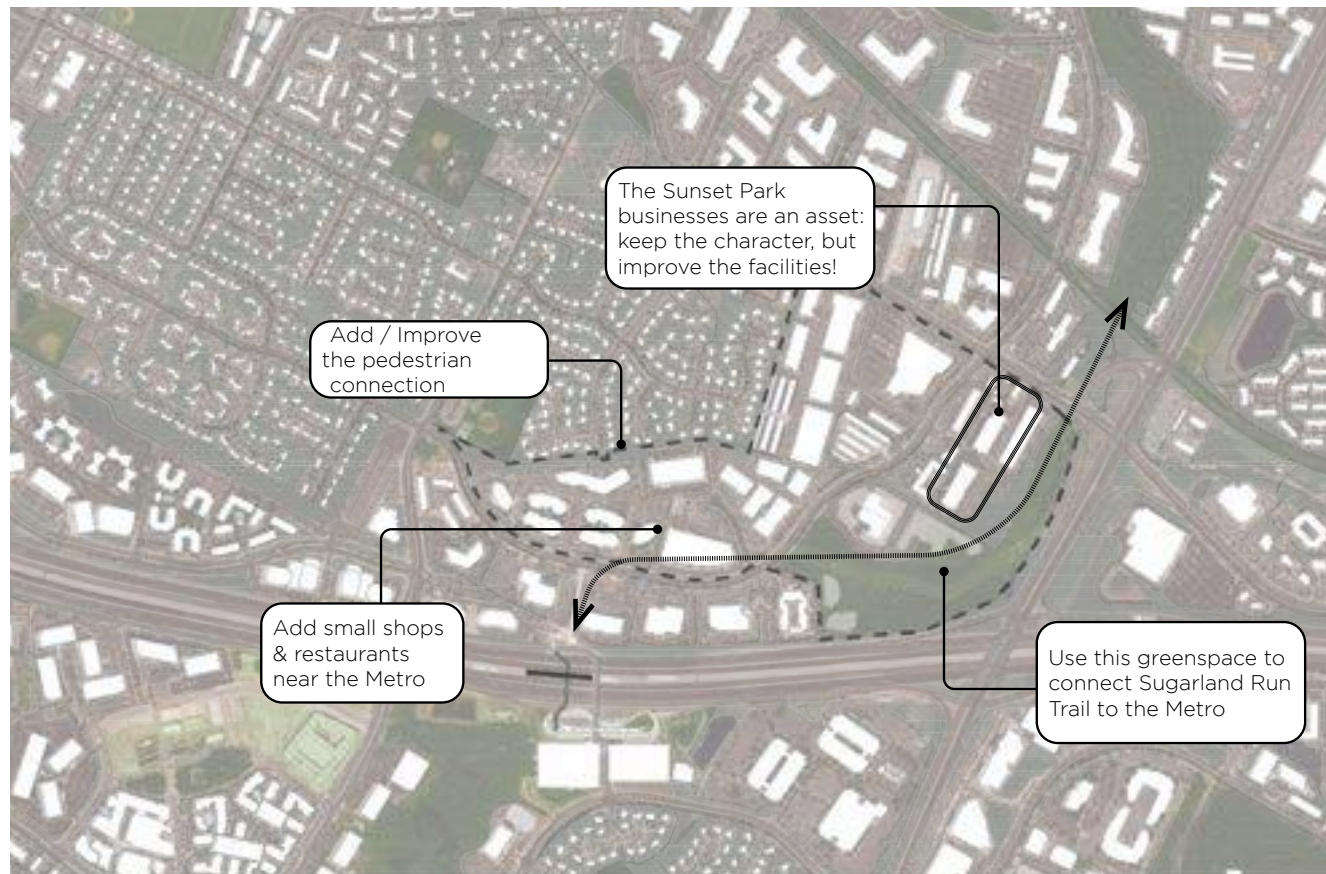 The Sunset Park
businesses are an asset:
keep the character, but
improve the facilities!
Add / Improve
the pedestrian
connection
Add small shops
& restaurants
near the Metro
Use this greenspace to
connect Sugarland Run
Trail to the Metro